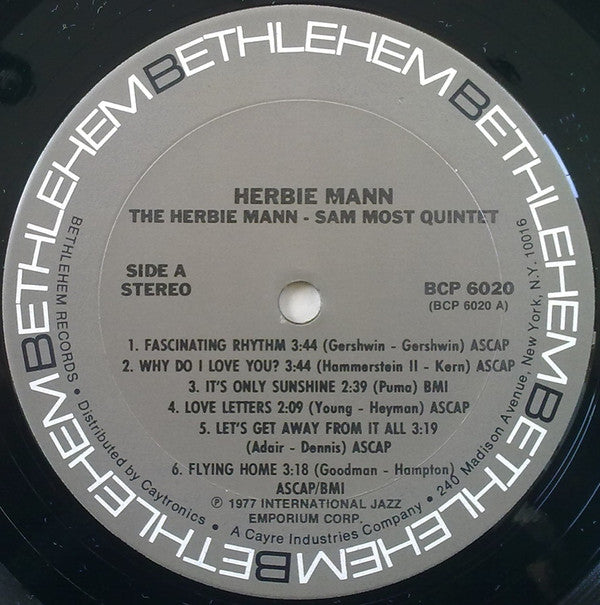 BETHLEHEM BETHLEHEM BETHLEHEM BETHLEHEM BETHLEHEM BETHLEHEM
HERBIE MANN
THE HERBIE MANN - SAM MOST QUINTET
SIDE A
STEREO
BCP 6020
(BCP 6020 A)
1. FASCINATING RHYTHM 3:44 (Gershwin - Gershwin) ASCAP
2. WHY DO I LOVE YOU? 3:44 (Hammerstein II - Kern) ASCAP
3. IT'S ONLY SUNSHINE 2:39 (Puma) BMI
4. LOVE LETTERS 2:09 (Young - Heyman) ASCAP
5. LET'S GET AWAY FROM IT ALL 3:19
(Adair - Dennis) ASCAP
6. FLYING HOME 3:18 (Goodman - Hampton)
ASCAP/BMI
℗ 1977 INTERNATIONAL JAZZ
EMPORIUM CORP.
BETHLEHEM RECORDS • Distributed by Caytronics • A Cayre Industries Company • 240 Madison Avenue, New York, N.Y. 10016